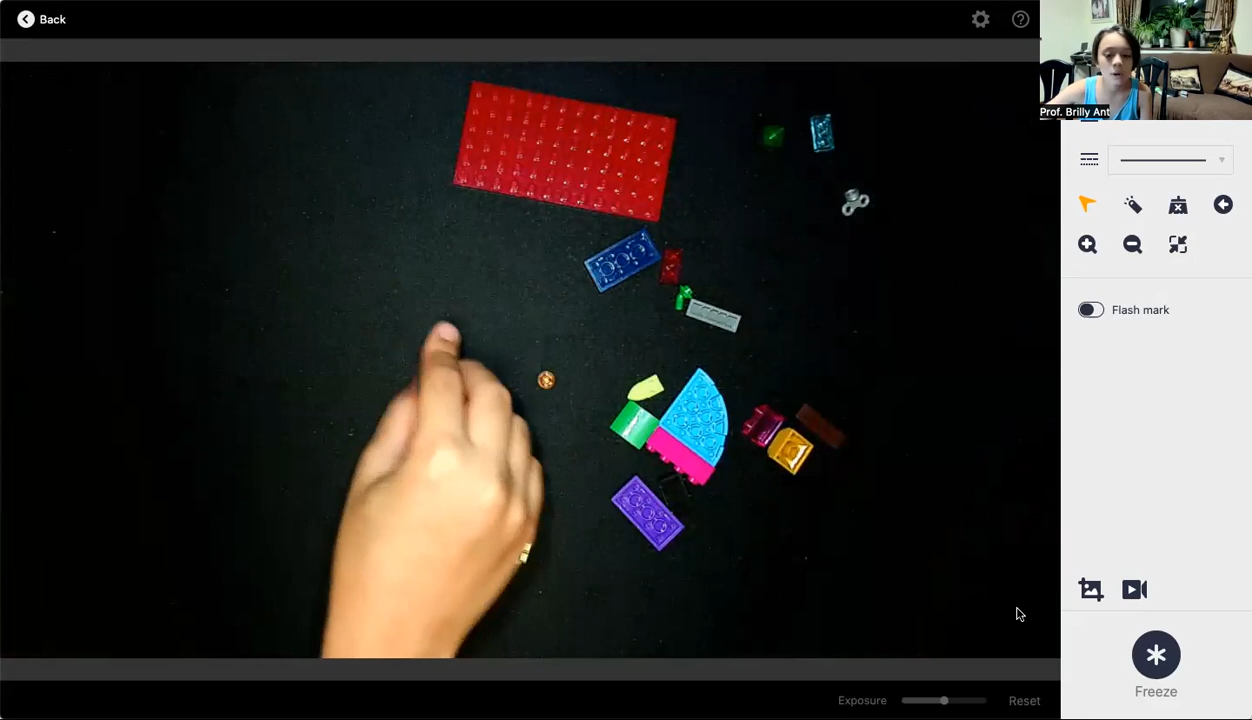 Back
Prof. Brilly Ant
Flash mark
Freeze
Exposure
Reset